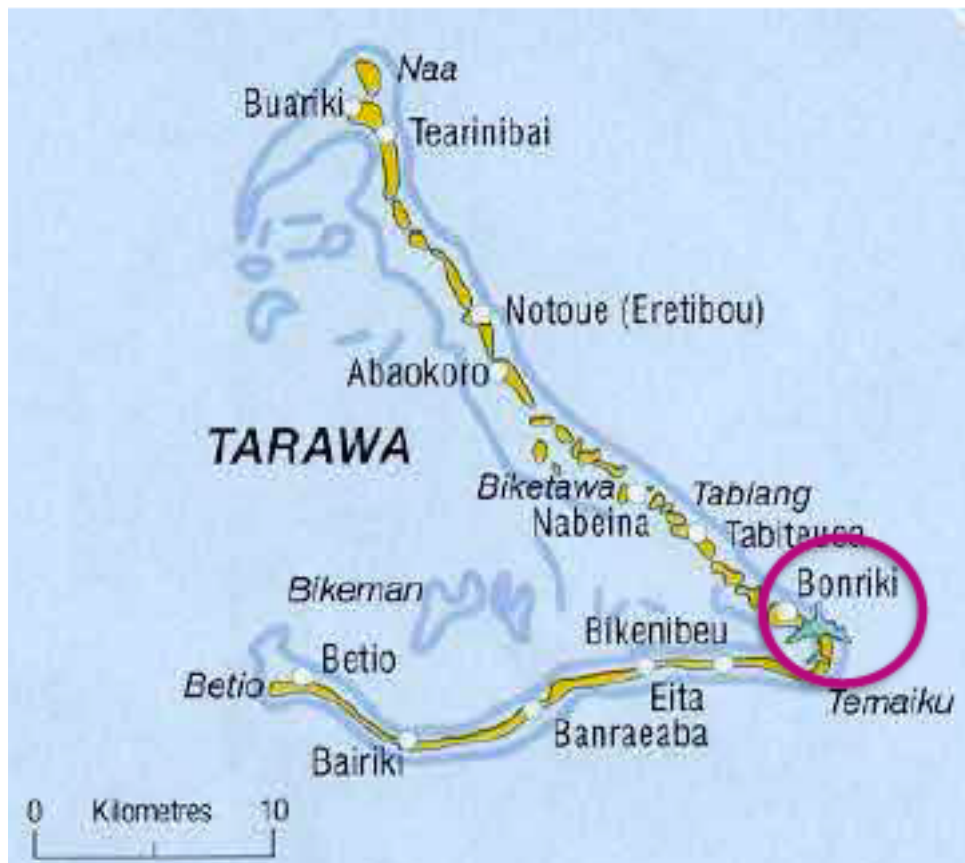 Naa
Buariki
Tearinibai
Notoue (Eretibou)
Abaokoro
TARAWA
Biketawa
Tablang
Nabeina
Tabiteuea
Bonriki
Bikeman
Bikenibeu
Betio
Betio
Eita
Temaiku
Banraeaba
Bairiki
0 Kilometres 10